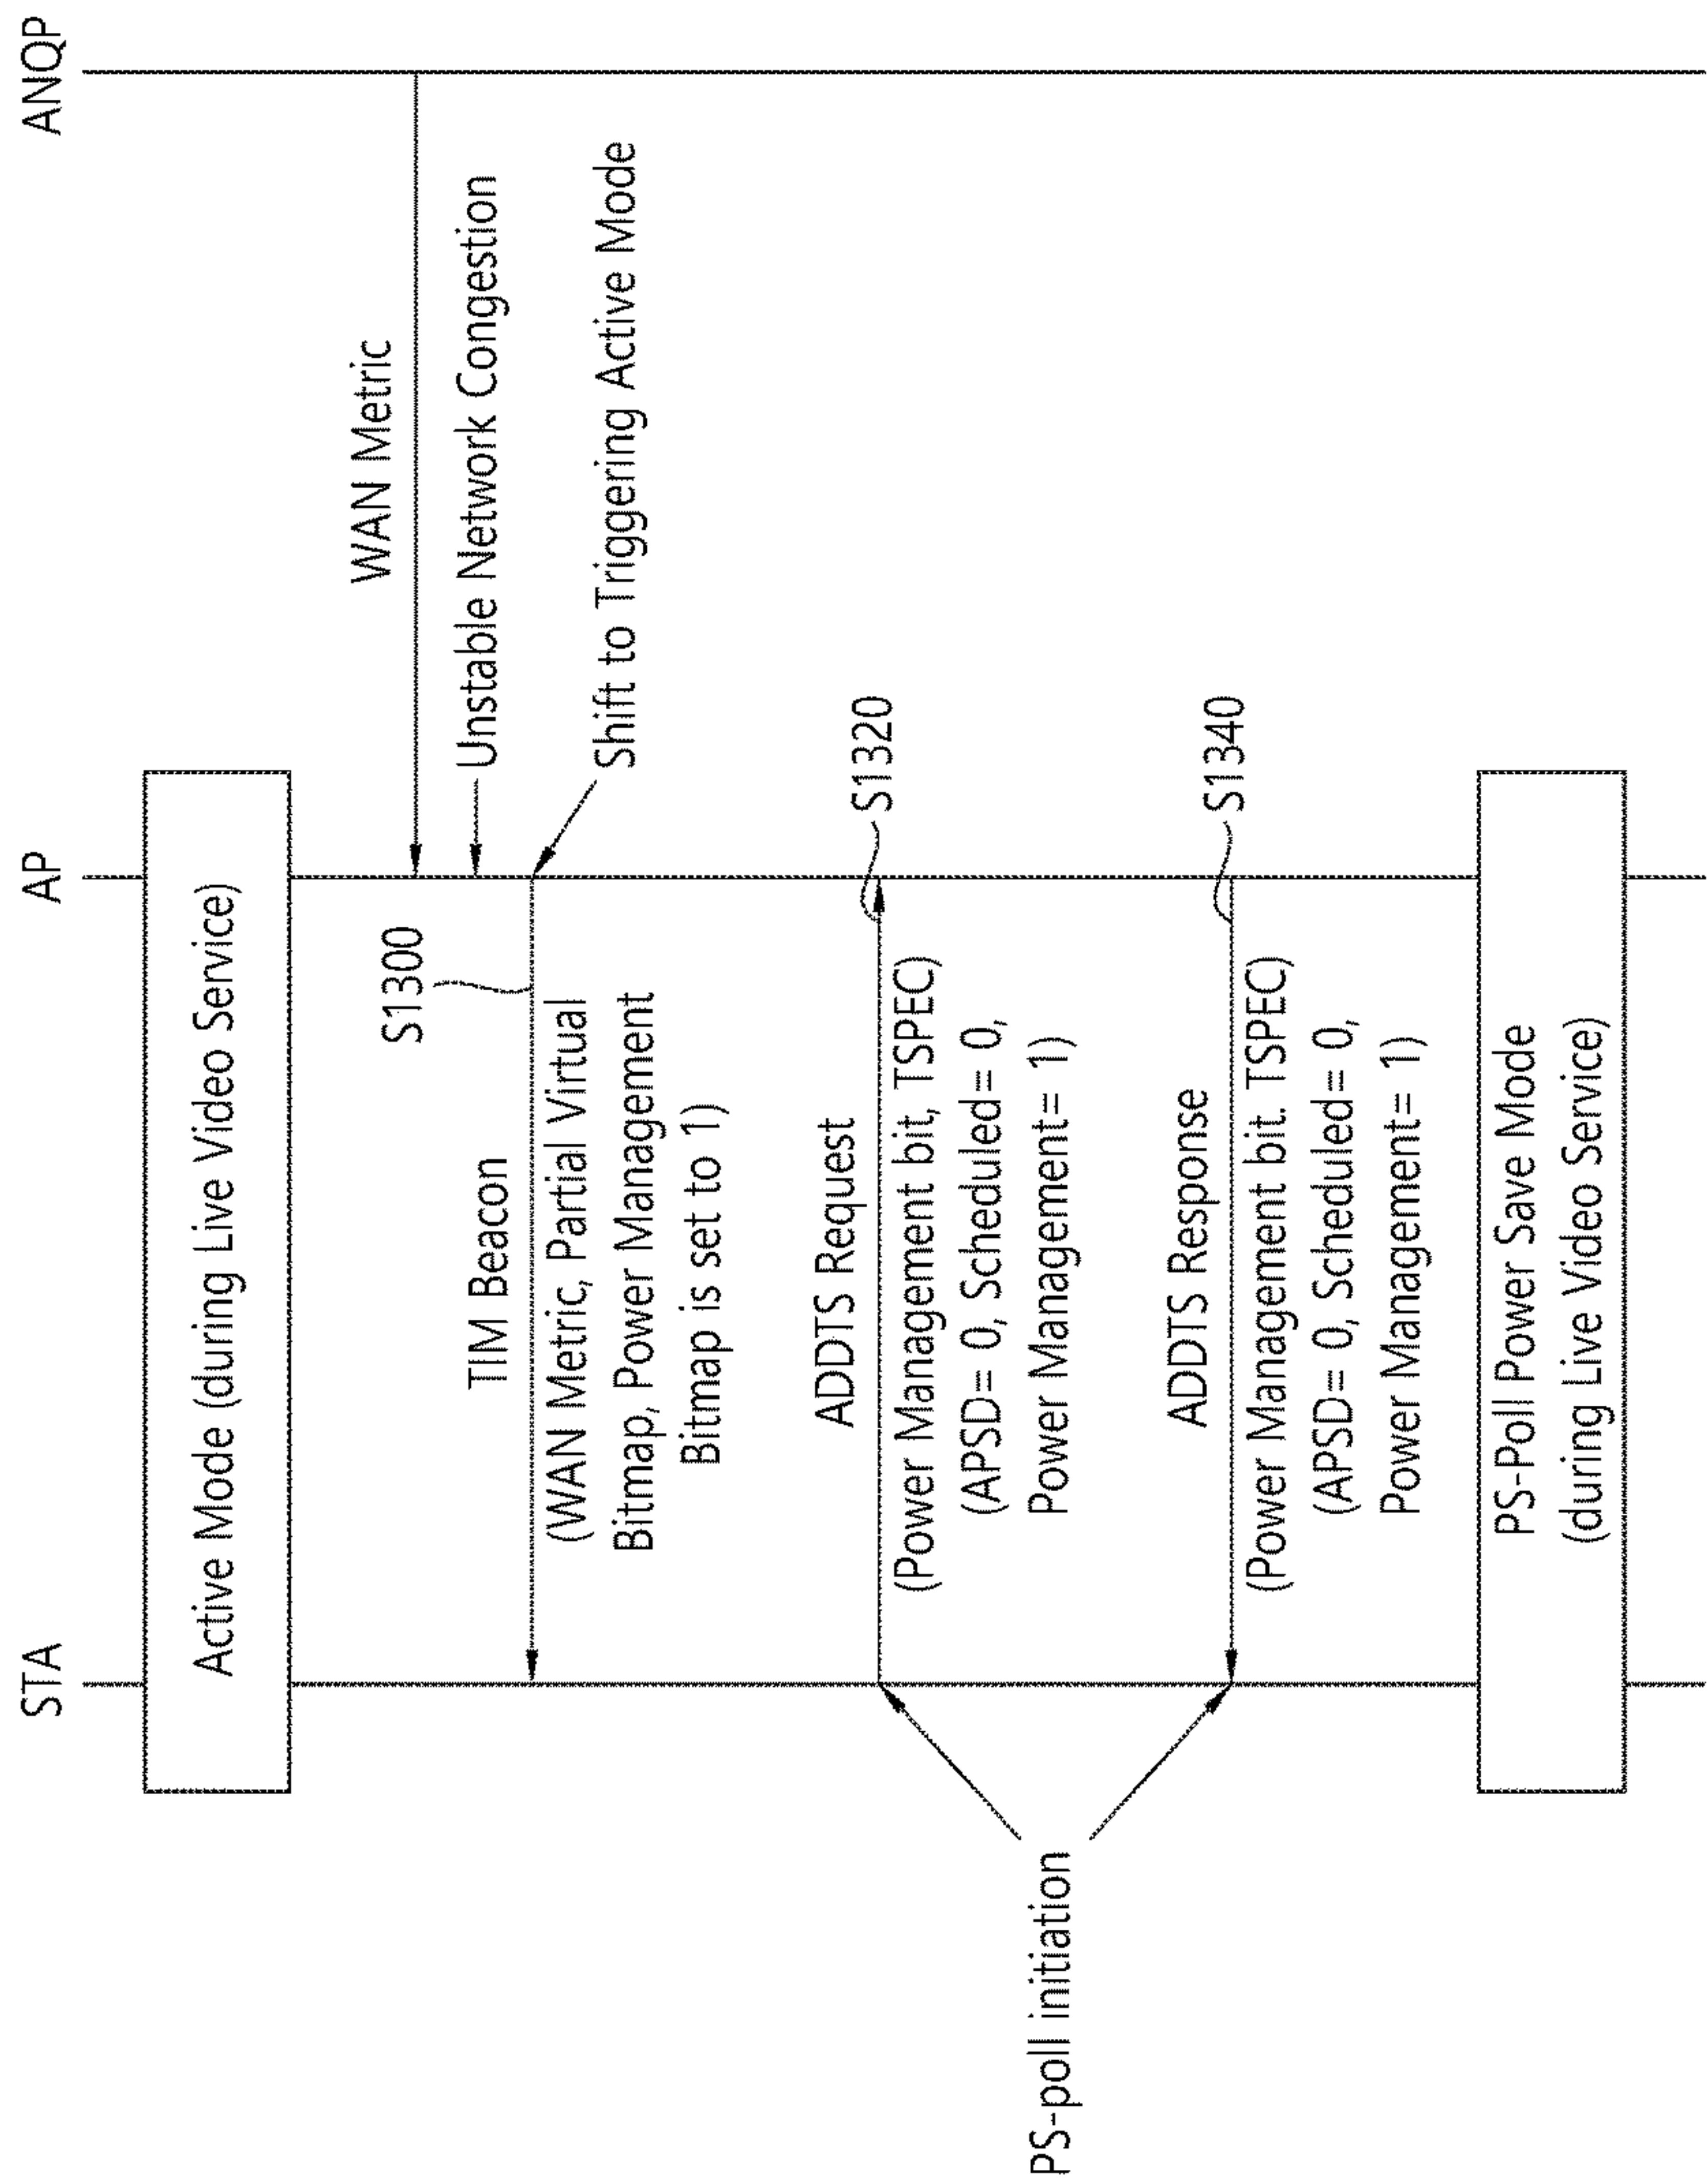 STA
AP
ANQP
Active Mode (during Live Video Service)
WAN Metric
S1300
Unstable Network Congestion
TIM Beacon
(WAN Metric, Partial Virtual
Bitmap, Power Management
Bitmap is set to 1)
Shift to Triggering Active Mode
ADDTS Request
S1320
(Power Management bit, TSPEC)
(APSD= 0, Scheduled= 0,
Power Management= 1)
PS-poll initiation
ADDTS Response
S1340
(Power Management bit. TSPEC)
(APSD= 0, Scheduled= 0,
Power Management= 1)
PS-Poll Power Save Mode
(during Live Video Service)